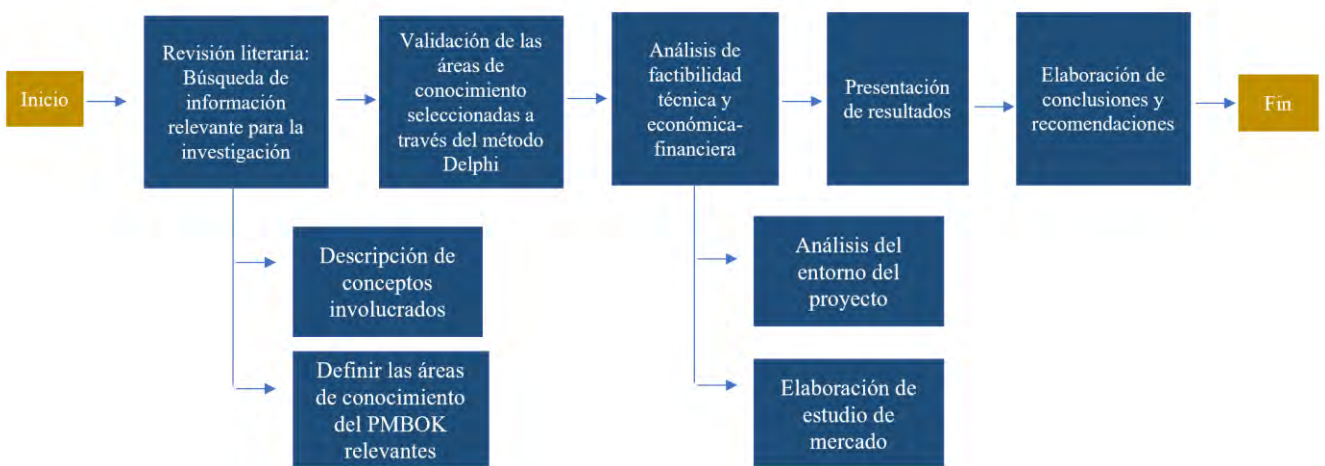 Inicio
Revisión literaria:
Búsqueda de
información
relevante para la
investigación
Validación de las
áreas de
conocimiento
seleccionadas a
través del método
Delphi
Análisis de
factibilidad
técnica y
económica-
financiera
Presentación
de resultados
Elaboración de
conclusiones y
recomendaciones
Fin
Descripción de
conceptos
involucrados
Definir las áreas
de conocimiento
del PMBOK
relevantes
Análisis del
entorno del
proyecto
Elaboración de
estudio de
mercado